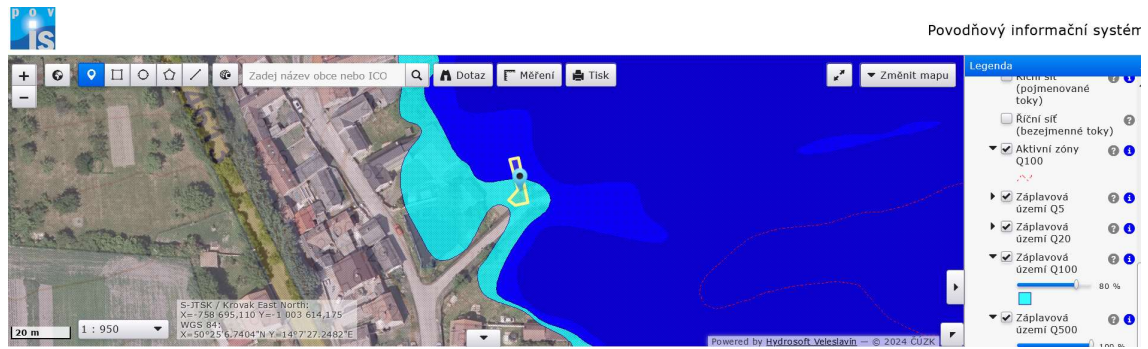 p o v
is
Povodňový informační systém
+
−
Zadej název obce nebo IČO
Dotaz
Měření
Tisk
Změnit mapu
Legenda
Říční síť
(pojmenované
toky)
Říční síť
(bezejmenné toky)
Aktivní zóny
Q100
Záplavová
území Q5
Záplavová
území Q20
Záplavová
území Q100
80 %
Záplavová
území Q500
100 %
S-JTSK / Krovak East North:
X=-758 695,110 Y=-1 003 614,175
WGS 84:
X=50°25'6.7404"N Y=14°7'27.2482"E
20 m
1 : 950
Powered by Hydrosoft Veleslavín — © 2024 ČÚZK